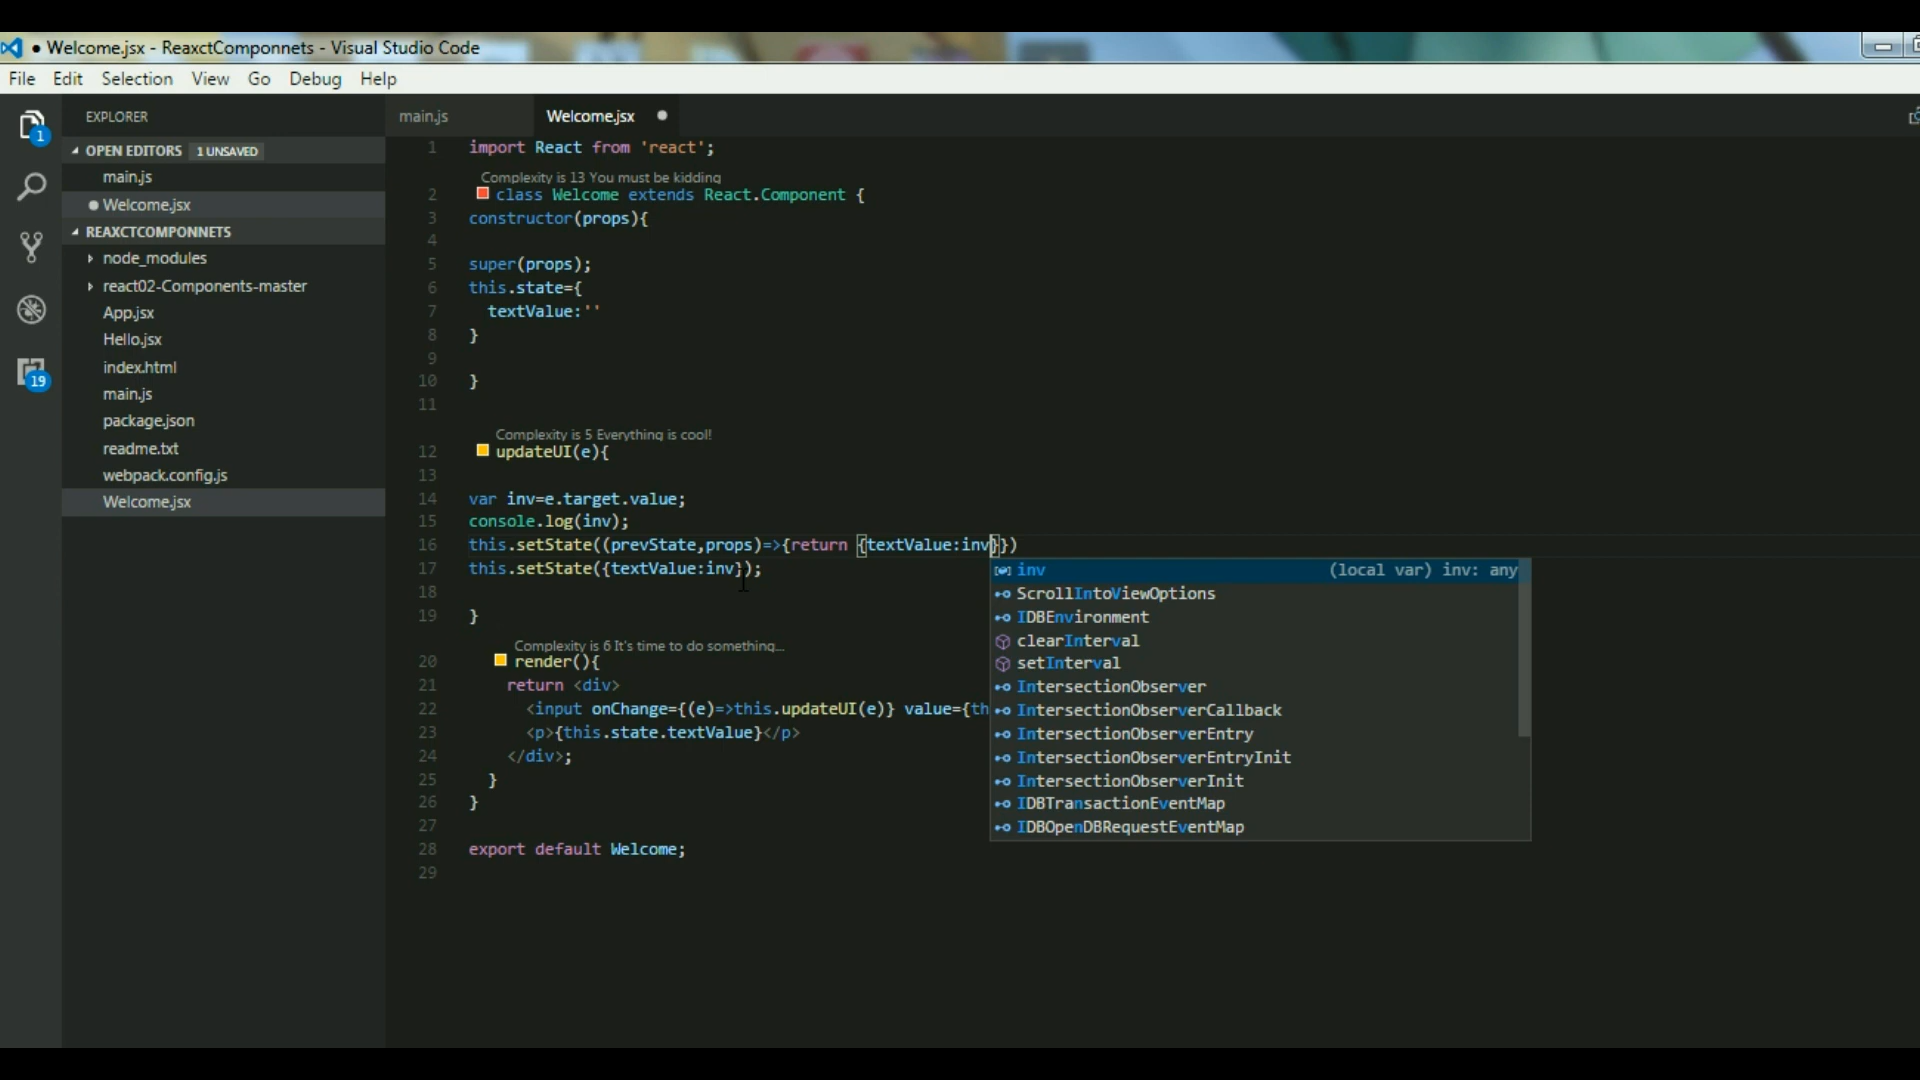 ● Welcome.jsx - ReaxctComponnets - Visual Studio Code
File Edit Selection View Go Debug Help
EXPLORER
OPEN EDITORS 1 UNSAVED
main.js
Welcome.jsx
REAXCTCOMPONNETS
node_modules
react02-Components-master
App.jsx
Hello.jsx
index.html
main.js
package.json
readme.txt
webpack.config.js
Welcome.jsx
1
19
main.js Welcome.jsx
1 import React from 'react';
Complexity is 13 You must be kidding
2 class Welcome extends React.Component {
3 constructor(props){
4
5 super(props);
6 this.state={
7 textValue:''
8 }
9
10 }
11
Complexity is 5 Everything is cool!
12 updateUI(e){
13
14 var inv=e.target.value;
15 console.log(inv);
16 this.setState((prevState,props)=>{return {textValue:inv}})
17 this.setState({textValue:inv});
18
19 }
Complexity is 6 It's time to do something...
20 render(){
21 return <div>
22 <input onChange={(e)=>this.updateUI(e)} value={th
23 <p>{this.state.textValue}</p>
24 </div>;
25 }
26 }
27
28 export default Welcome;
29
inv (local var) inv: any
ScrollIntoViewOptions
IDBEnvironment
clearInterval
setInterval
IntersectionObserver
IntersectionObserverCallback
IntersectionObserverEntry
IntersectionObserverEntryInit
IntersectionObserverInit
IDBTransactionEventMap
IDBOpenDBRequestEventMap